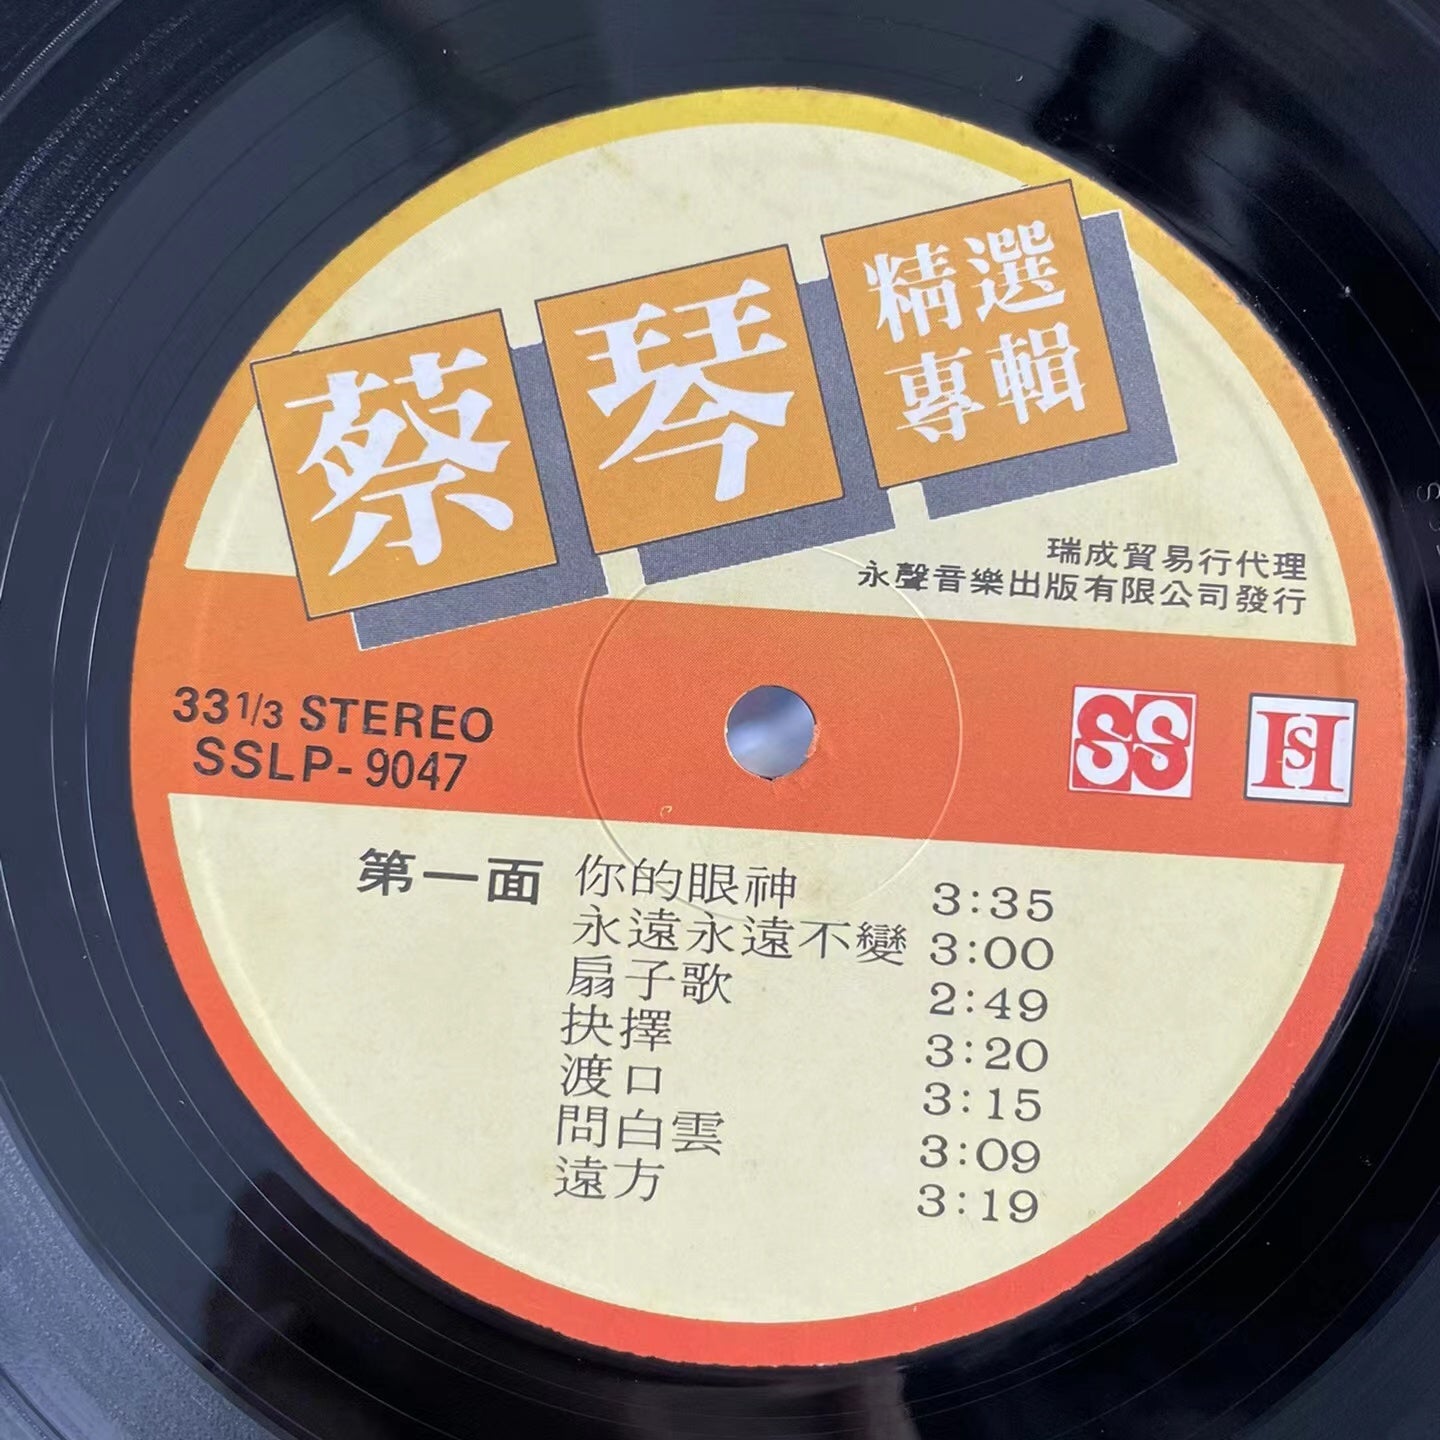 蔡琴
精選
專輯
瑞成貿易行代理
永聲音樂出版有限公司發行
33 1/3 STEREO
SSLP-9047
SS
HS
第一面
你的眼神 3:35
永遠永遠不變 3:00
扇子歌 2:49
抉擇 3:20
渡口 3:15
問白雲 3:09
遠方 3:19